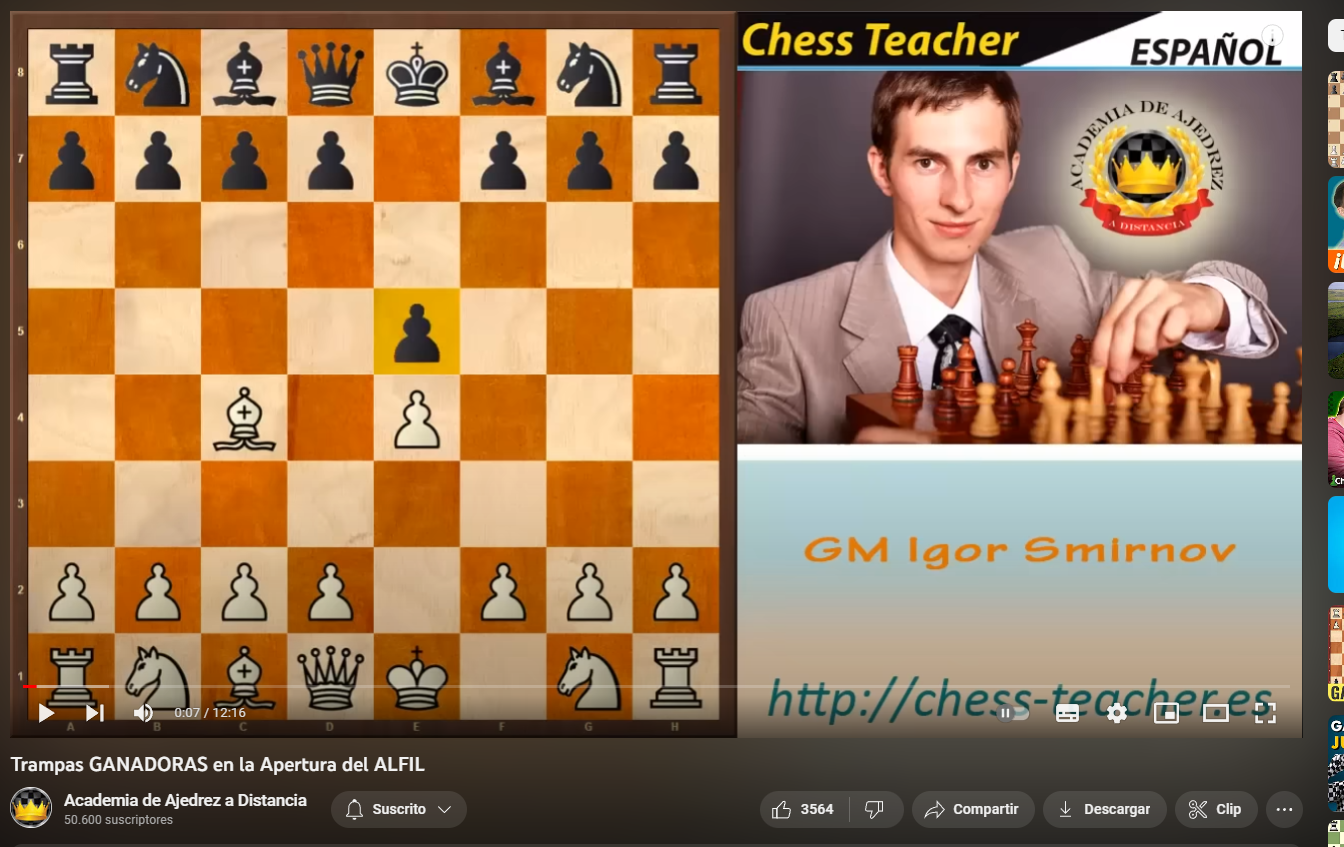 Chess Teacher
ESPAÑOL
ACADEMIA DE AJEDREZ
A DISTANCIA
8
7
6
5
4
3
2
1
A B C D E F G H
GM Igor Smirnov
http://chess-teacher.es
0:07 / 12:16
Trampas GANADORAS en la Apertura del ALFIL
Academia de Ajedrez a Distancia
50.600 suscriptores
Suscrito
3564
Compartir
Descargar
Clip